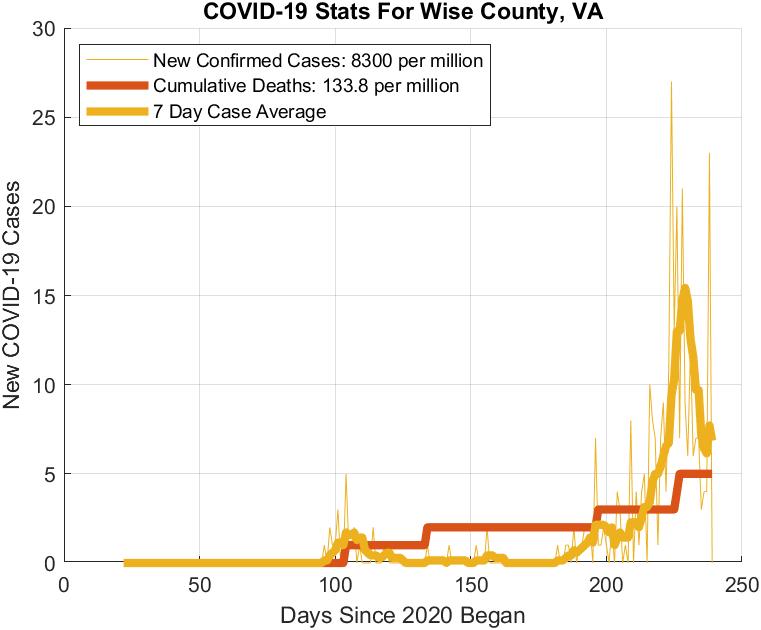 COVID-19 Stats For Wise County, VA
New Confirmed Cases: 8300 per million
Cumulative Deaths: 133.8 per million
7 Day Case Average
New COVID-19 Cases
30
25
20
15
10
5
0
0 50 100 150 200 250
Days Since 2020 Began